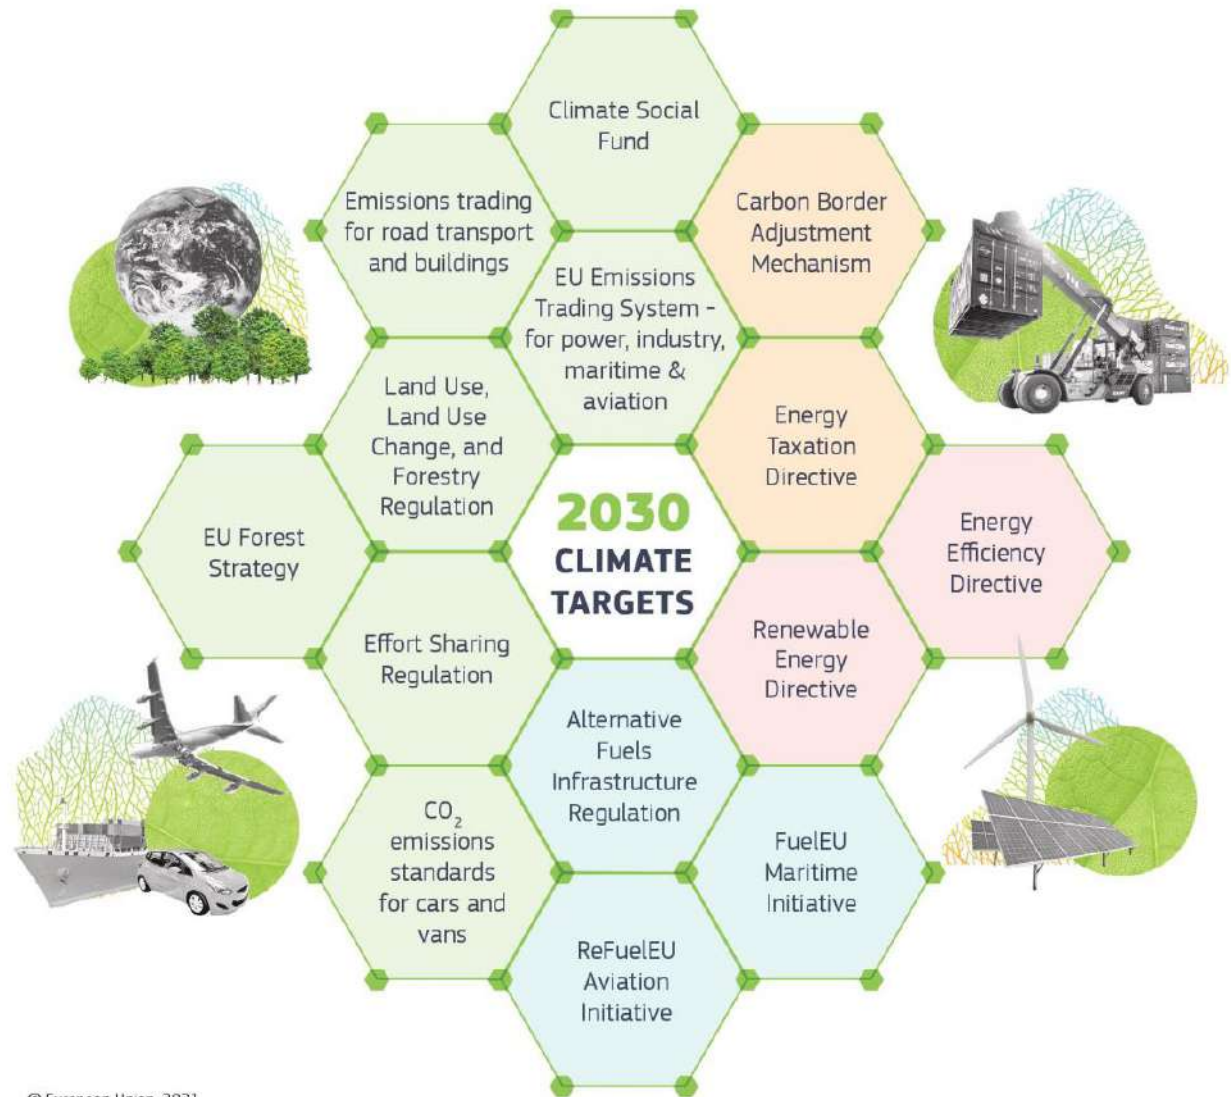 Climate Social
Fund
Emissions trading
for road transport
and buildings
Carbon Border
Adjustment
Mechanism
EU Emissions
Trading System -
for power, industry,
maritime &
aviation
Land Use,
Land Use
Change, and
Forestry
Regulation
Energy
Taxation
Directive
2030
CLIMATE
TARGETS
EU Forest
Strategy
Energy
Efficiency
Directive
Effort Sharing
Regulation
Renewable
Energy
Directive
Alternative
Fuels
Infrastructure
Regulation
CO₂
emissions
standards
for cars and
vans
FuelEU
Maritime
Initiative
ReFuelEU
Aviation
Initiative
© European Union, 2021